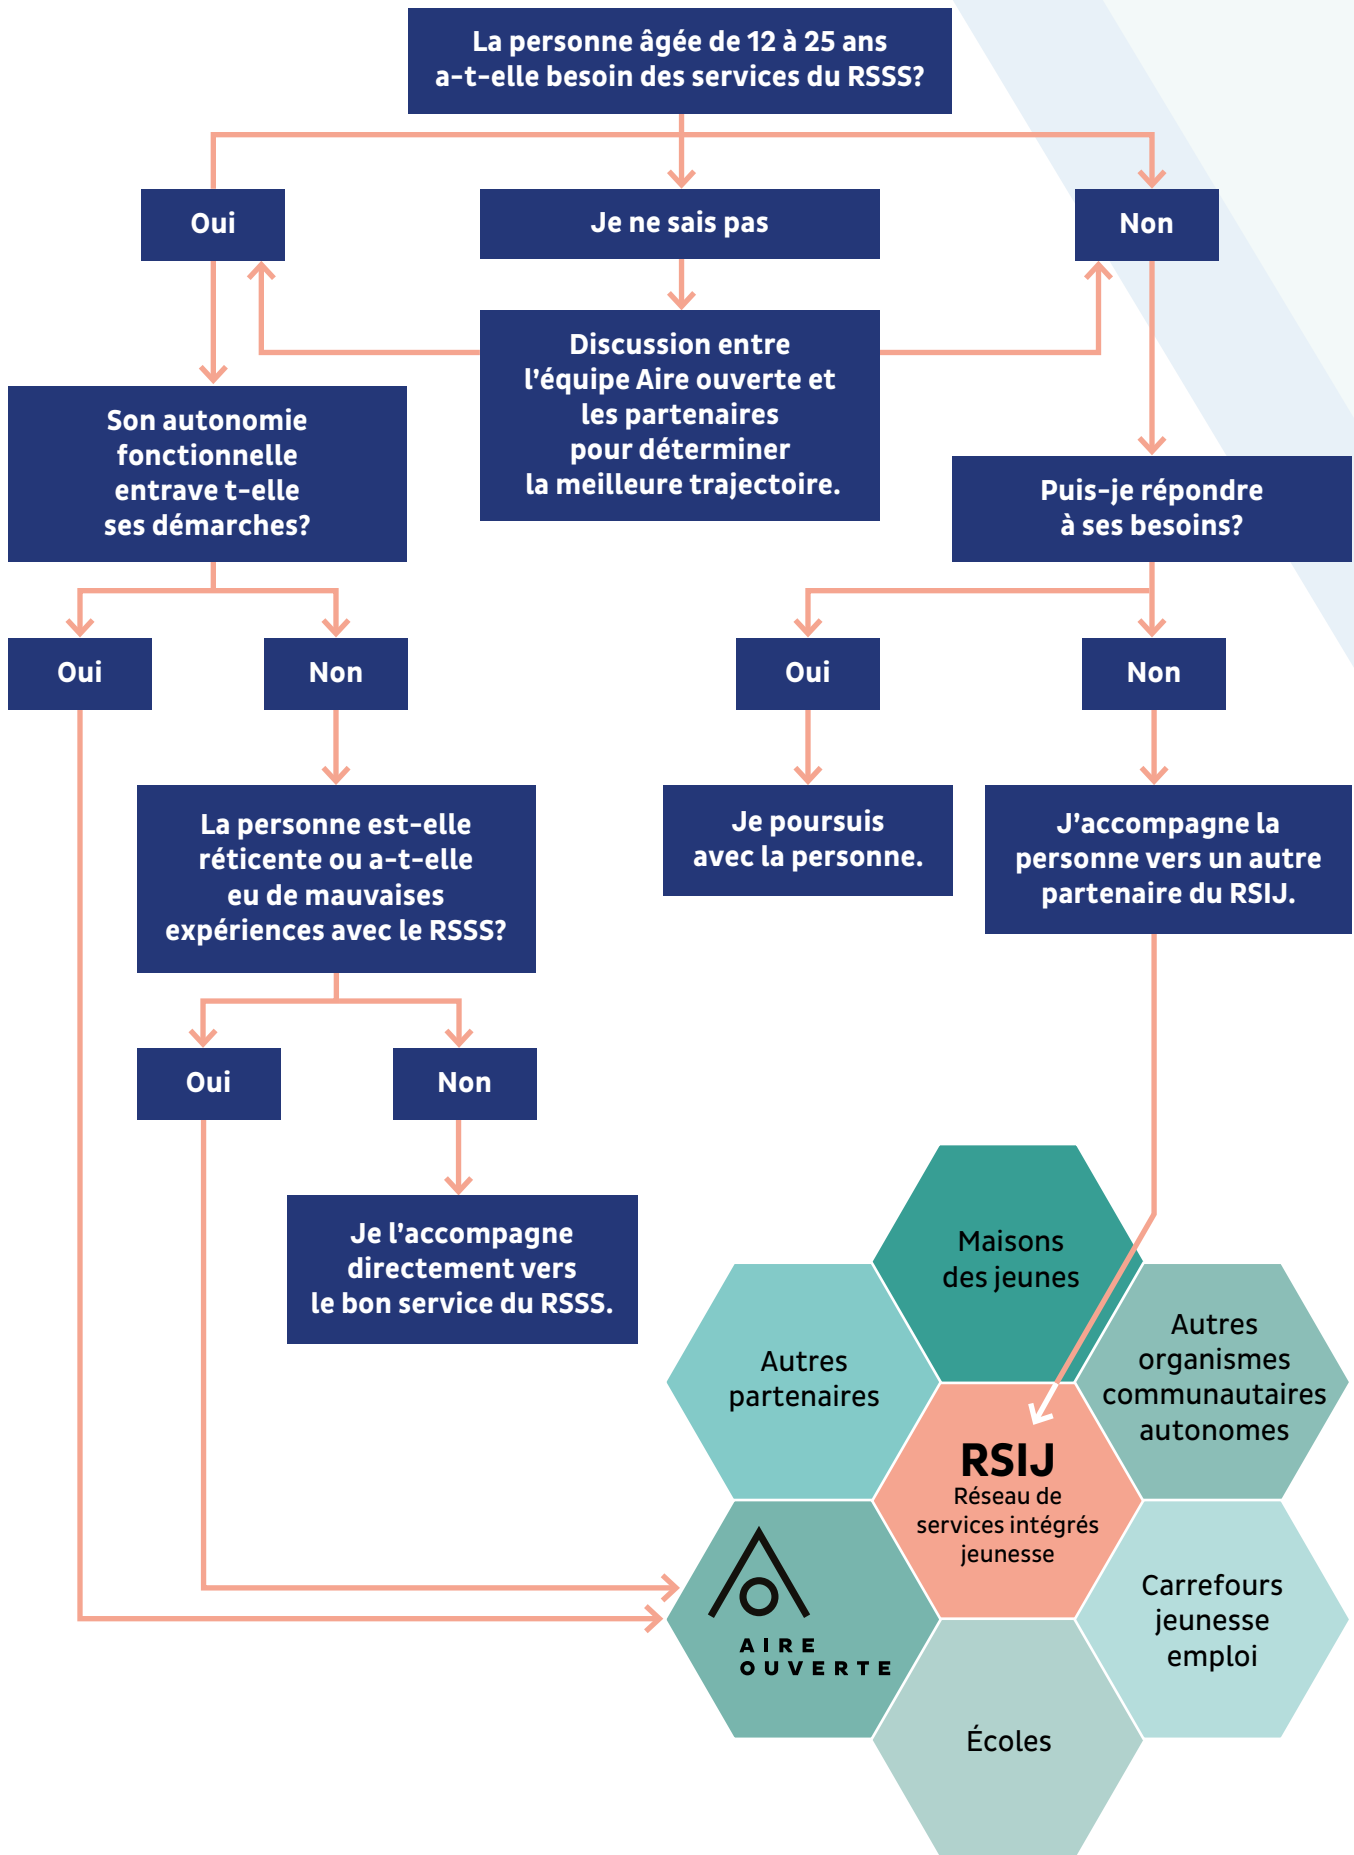 La personne âgée de 12 à 25 ans
a-t-elle besoin des services du RSSS?
Oui
Je ne sais pas
Non
Discussion entre
l'équipe Aire ouverte et
les partenaires
pour déterminer
la meilleure trajectoire.
Son autonomie
fonctionnelle
entrave t-elle
ses démarches?
Puis-je répondre
à ses besoins?
Oui
Non
Oui
Non
La personne est-elle
réticente ou a-t-elle
eu de mauvaises
expériences avec le RSSS?
Je poursuis
avec la personne.
J'accompagne la
personne vers un autre
partenaire du RSIJ.
Oui
Non
Je l'accompagne
directement vers
le bon service du RSSS.
Maisons
des jeunes
Autres
partenaires
Autres
organismes
communautaires
autonomes
RSIJ
Réseau de
services intégrés
jeunesse
AIRE
OUVERTE
Carrefours
jeunesse
emploi
Écoles